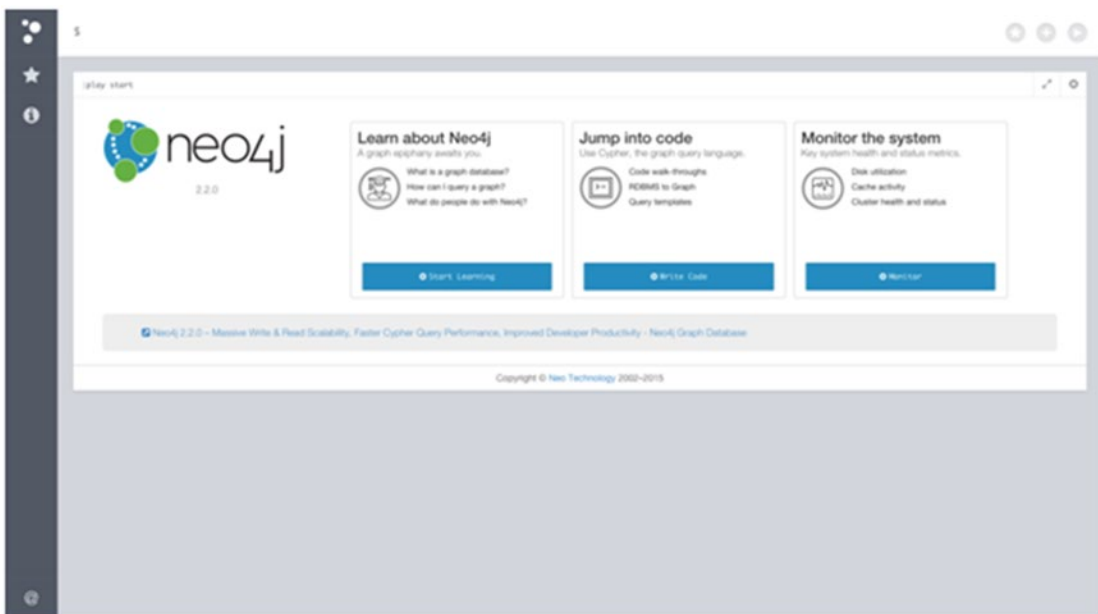 $
:play start
neo4j
2.2.0
Learn about Neo4j
A graph epiphany awaits you.
What is a graph database?
How can I query a graph?
What do people do with Neo4j?
Start Learning
Jump into code
Use Cypher, the graph query language.
Code walk-throughs
RDBMS to Graph
Query templates
Write Code
Monitor the system
Key system health and status metrics.
Disk utilization
Cache activity
Cluster health and status
Monitor
Neo4j 2.2.0 – Massive Write & Read Scalability, Faster Cypher Query Performance, Improved Developer Productivity - Neo4j Graph Database
Copyright © Neo Technology 2002–2015